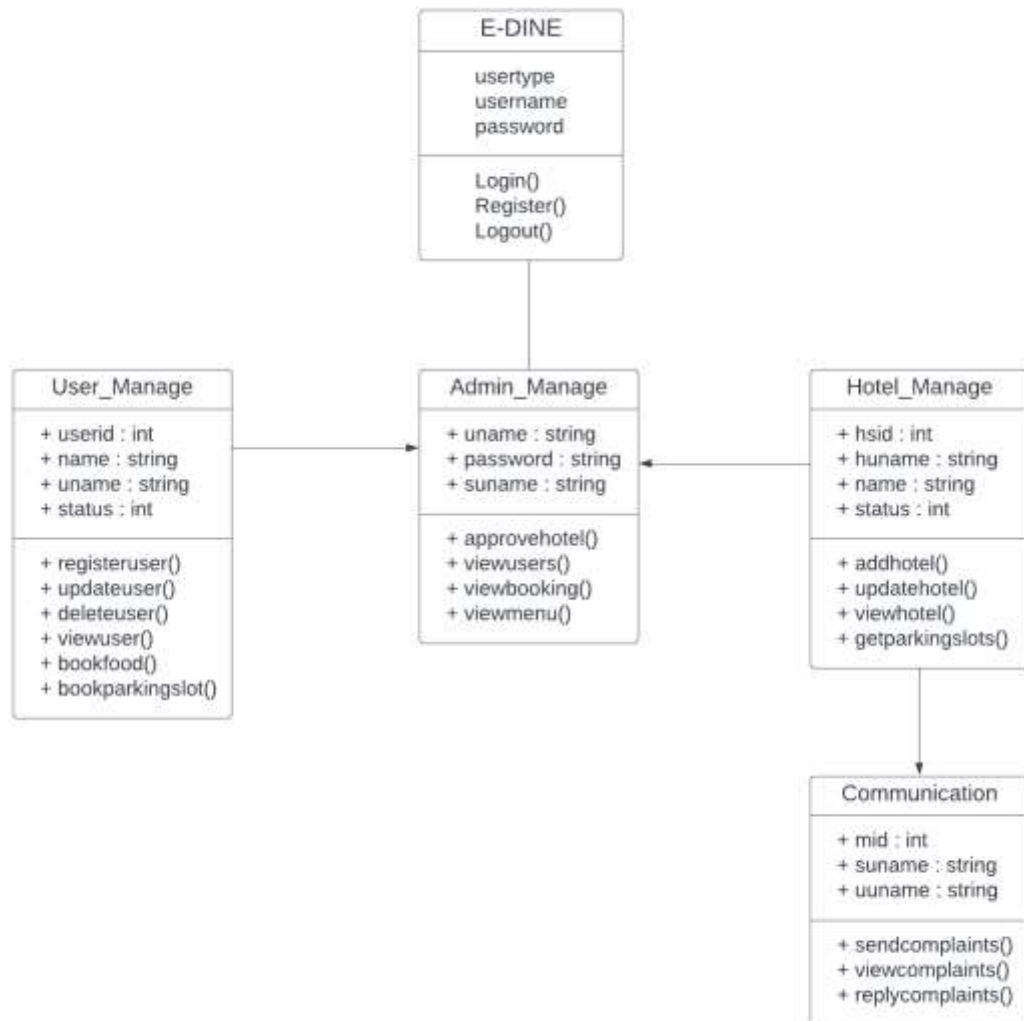 E-DINE
usertype
username
password
Login()
Register()
Logout()
User_Manage
+ userid : int
+ name : string
+ uname : string
+ status : int
+ registeruser()
+ updateuser()
+ deleteuser()
+ viewuser()
+ bookfood()
+ bookparkingslot()
Admin_Manage
+ uname : string
+ password : string
+ suname : string
+ approvehotel()
+ viewusers()
+ viewbooking()
+ viewmenu()
Hotel_Manage
+ hsid : int
+ huname : string
+ name : string
+ status : int
+ addhotel()
+ updatehotel()
+ viewhotel()
+ getparkingslots()
Communication
+ mid : int
+ suname : string
+ uuname : string
+ sendcomplaints()
+ viewcomplaints()
+ replycomplaints()